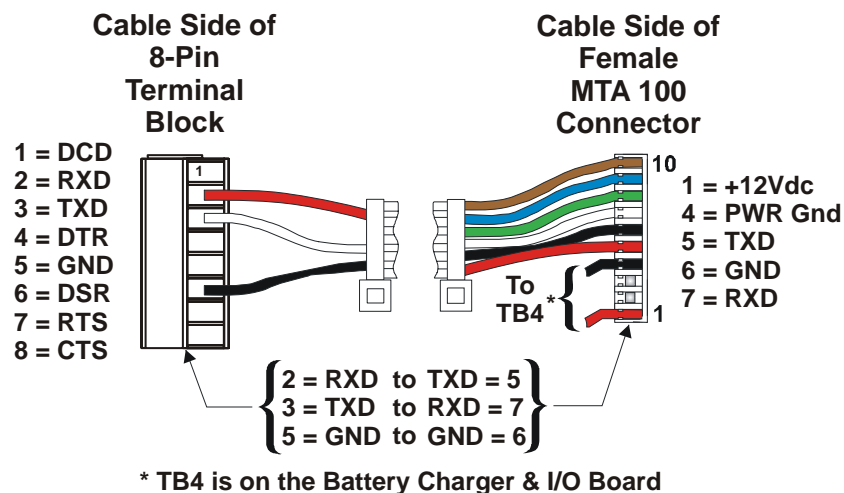 Cable Side of
8-Pin
Terminal
Block
1 = DCD
2 = RXD
3 = TXD
4 = DTR
5 = GND
6 = DSR
7 = RTS
8 = CTS
1
Cable Side of
Female
MTA 100
Connector
10
1 = +12Vdc
4 = PWR Gnd
5 = TXD
6 = GND
7 = RXD
1
To
TB4*
2 = RXD to TXD = 5
3 = TXD to RXD = 7
5 = GND to GND = 6
* TB4 is on the Battery Charger & I/O Board